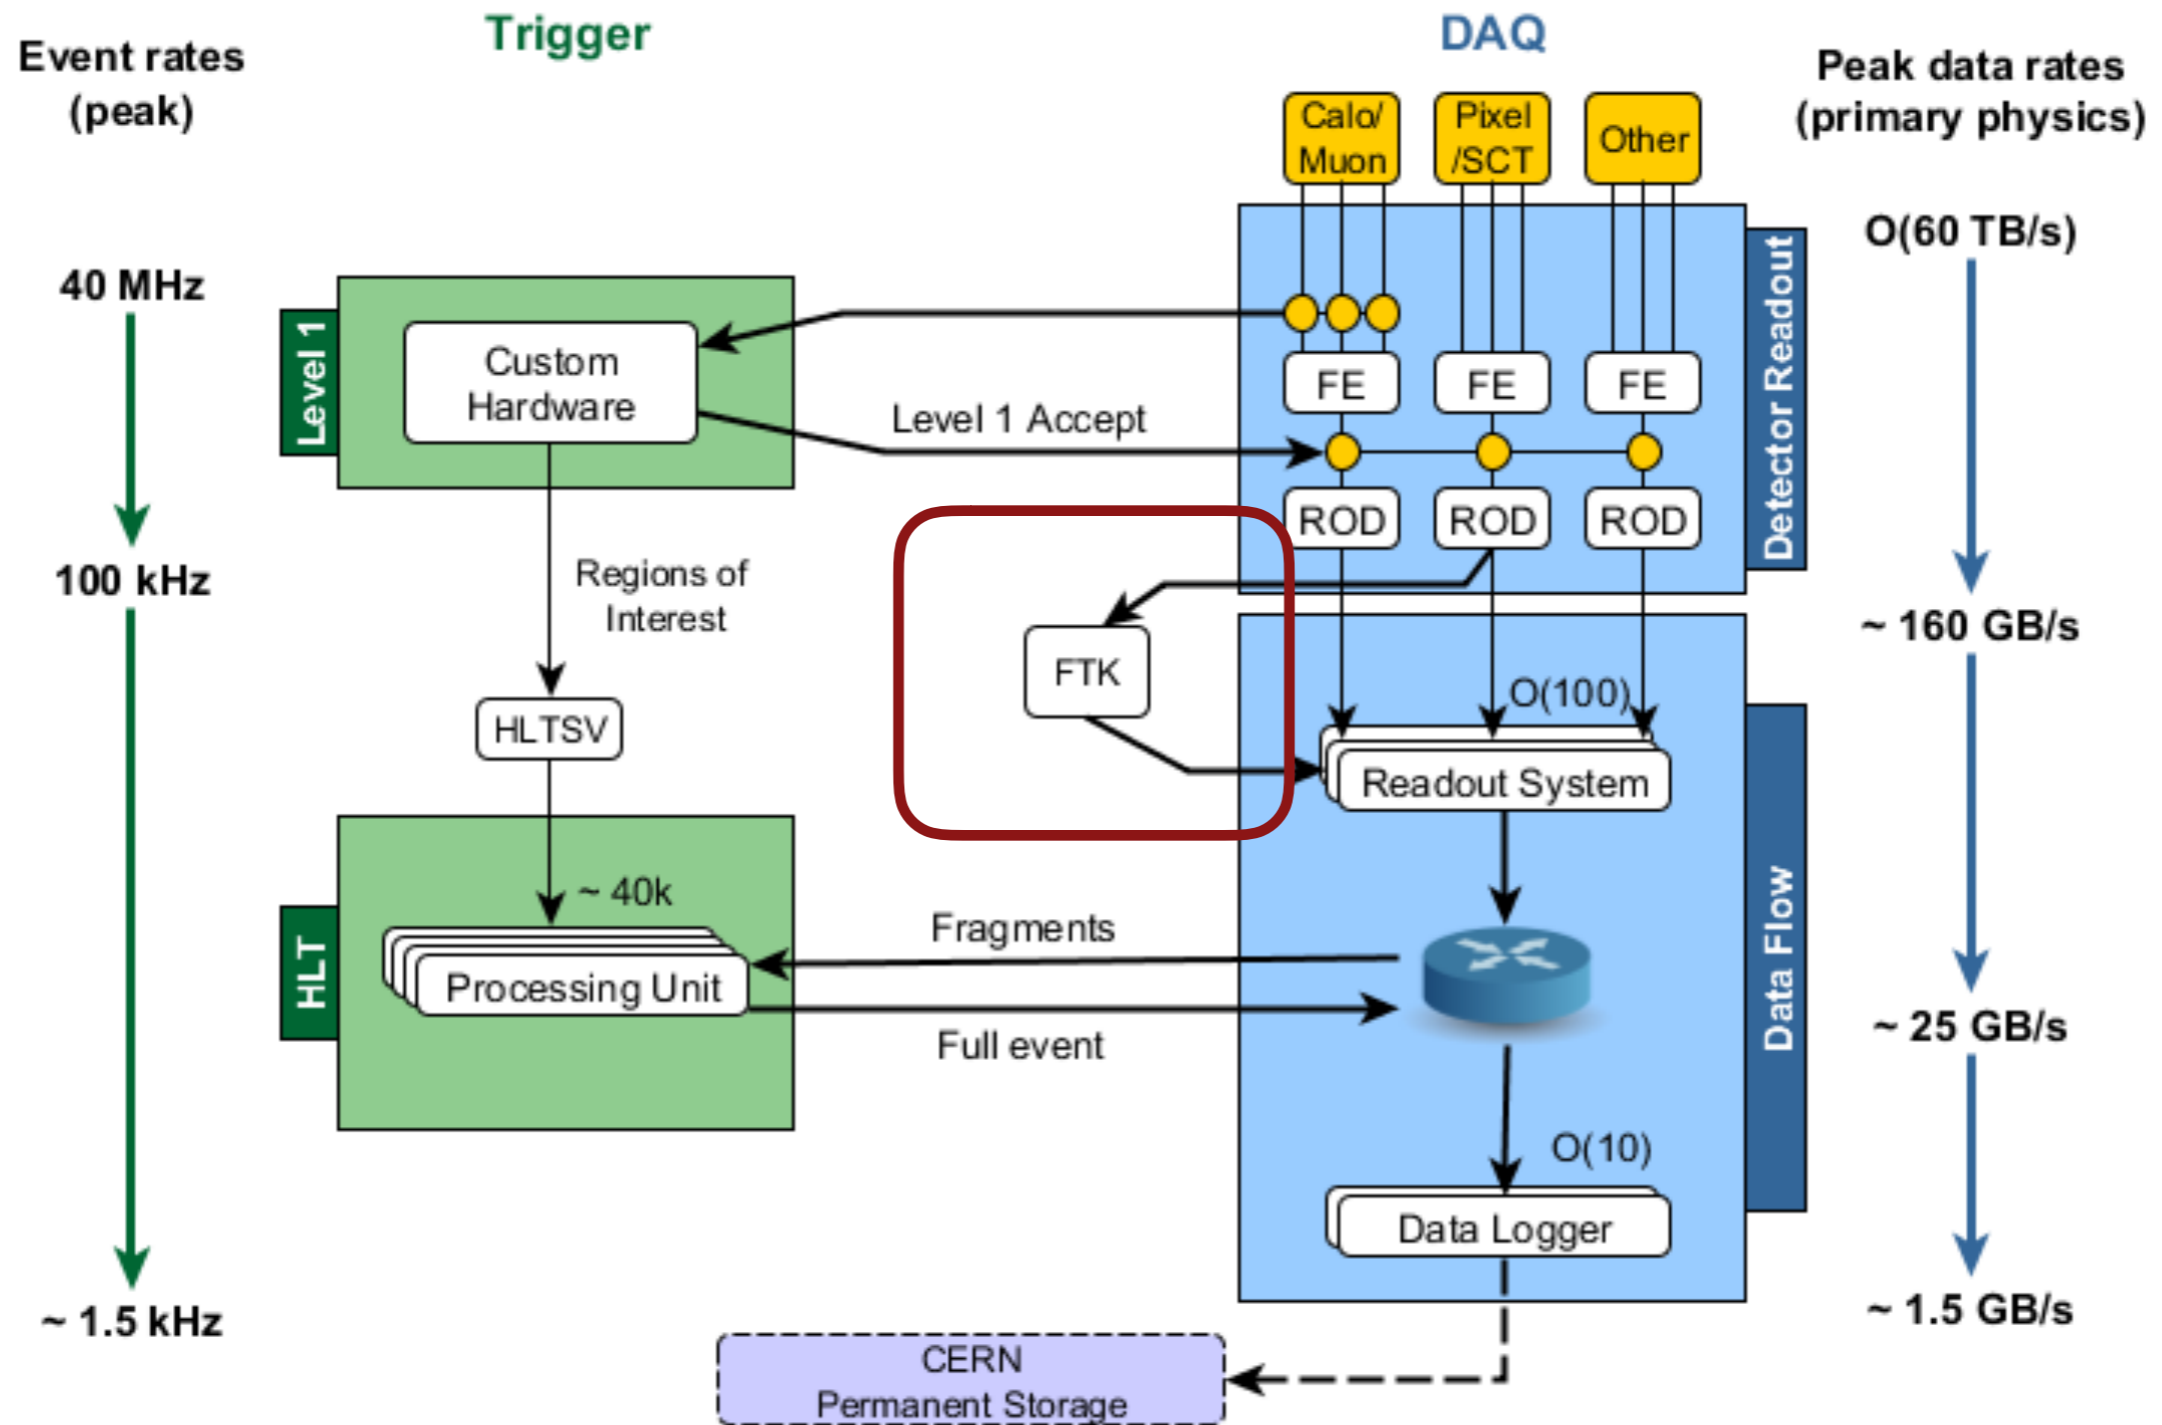 Trigger
DAQ
Event rates
(peak)
Peak data rates
(primary physics)
Calo/
Muon
Pixel
/SCT
Other
O(60 TB/s)
40 MHz
Level 1
Custom
Hardware
FE
FE
FE
Detector Readout
Level 1 Accept
ROD
ROD
ROD
100 kHz
Regions of
Interest
~ 160 GB/s
FTK
O(100)
HLTSV
Readout System
~ 40k
Fragments
HLT
Processing Unit
Data Flow
~ 25 GB/s
Full event
O(10)
Data Logger
~ 1.5 kHz
~ 1.5 GB/s
CERN
Permanent Storage